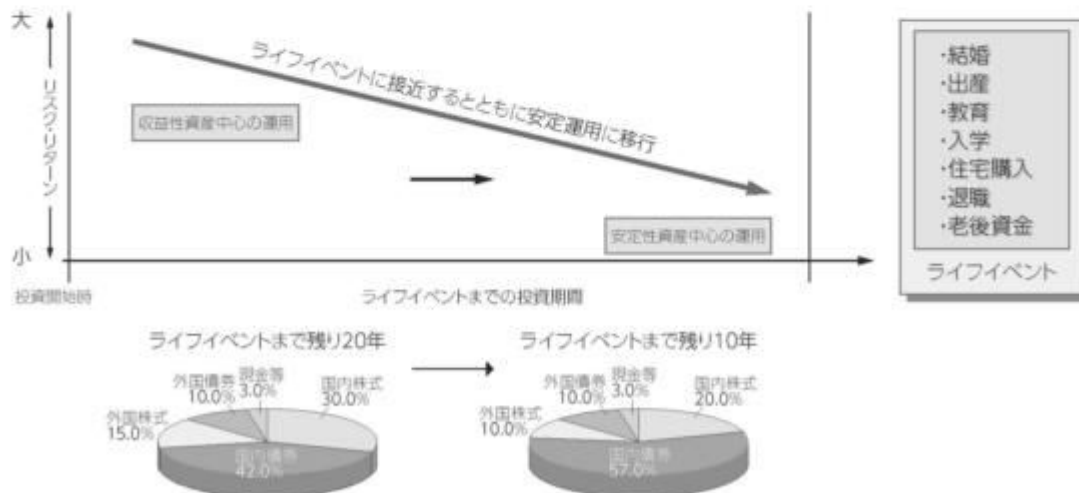 大
リスク・リターン
小
ライフイベントに接近するとともに安定運用に移行
収益性資産中心の運用
安定性資産中心の運用
投資開始時
ライフイベントまでの投資期間
・結婚
・出産
・教育
・入学
・住宅購入
・退職
・老後資金
ライフイベント
ライフイベントまで残り20年
外国債券
10.0%
現金等
3.0%
国内株式
30.0%
外国株式
15.0%
国内債券
42.0%
ライフイベントまで残り10年
外国債券
10.0%
現金等
3.0%
国内株式
20.0%
外国株式
10.0%
国内債券
57.0%